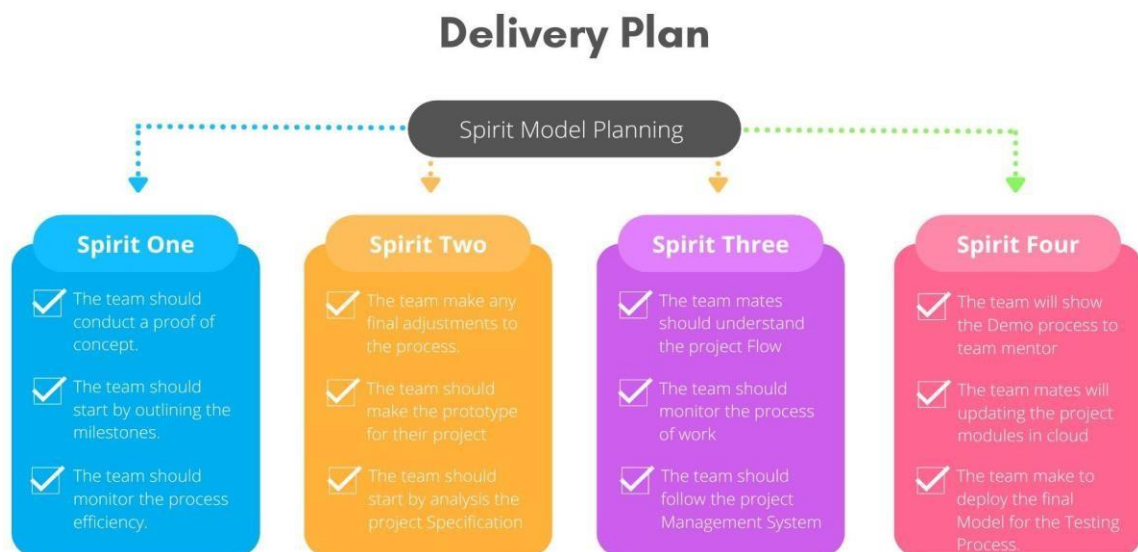 Delivery Plan
Spirit Model Planning
Spirit One
The team should
conduct a proof of
concept.
The team should
start by outlining the
milestones.
The team should
monitor the process
efficiency.
Spirit Two
The team make any
final adjustments to
the process.
The team should
make the prototype
for their project
The team should
start by analysis the
project Specification
Spirit Three
The team mates
should understand
the project Flow
The team should
monitor the process
of work
The team should
follow the project
Management System
Spirit Four
The team will show
the Demo process to
team mentor
The team mates will
updating the project
modules in cloud
The team make to
deploy the final
Model for the Testing
Process.